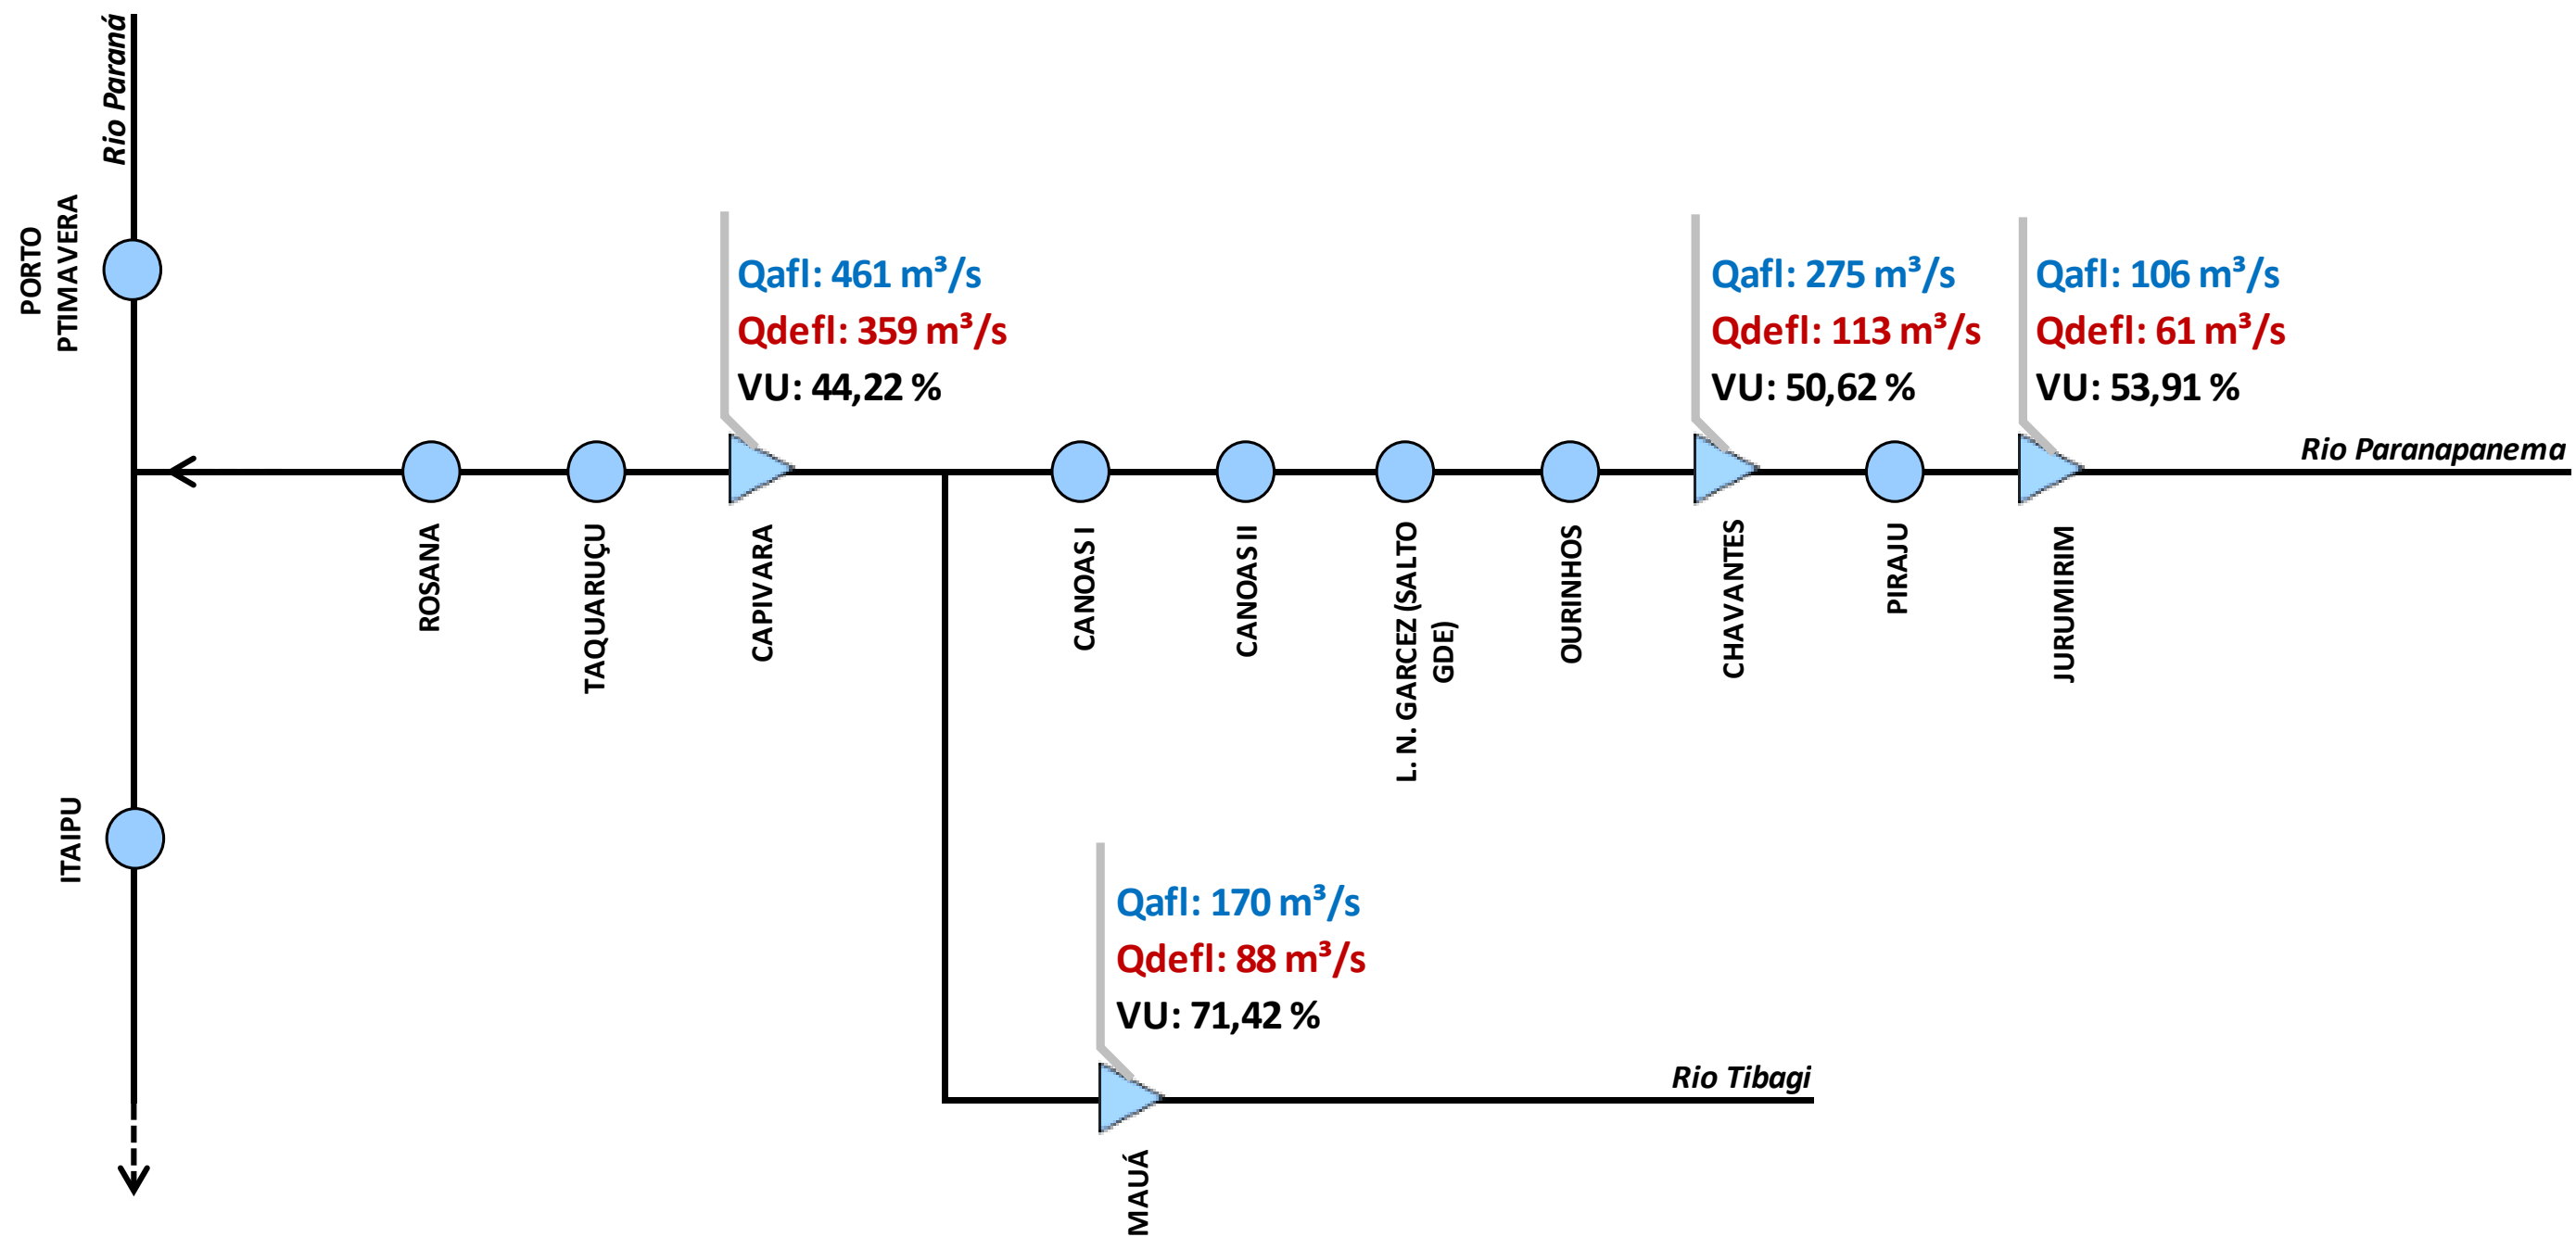 Rio Paraná
PORTO
PTIMAVERA
Qafl: 461 m³/s
Qdefl: 359 m³/s
VU: 44,22 %
Qafl: 275 m³/s
Qdefl: 113 m³/s
VU: 50,62 %
Qafl: 106 m³/s
Qdefl: 61 m³/s
VU: 53,91 %
Rio Paranapanema
ROSANA
TAQUARUÇU
CAPIVARA
CANOAS I
CANOAS II
L. N. GARCEZ (SALTO
GDE)
OURINHOS
CHAVANTES
PIRAJU
JURUMIRIM
ITAIPU
Qafl: 170 m³/s
Qdefl: 88 m³/s
VU: 71,42 %
Rio Tibagi
MAUÁ